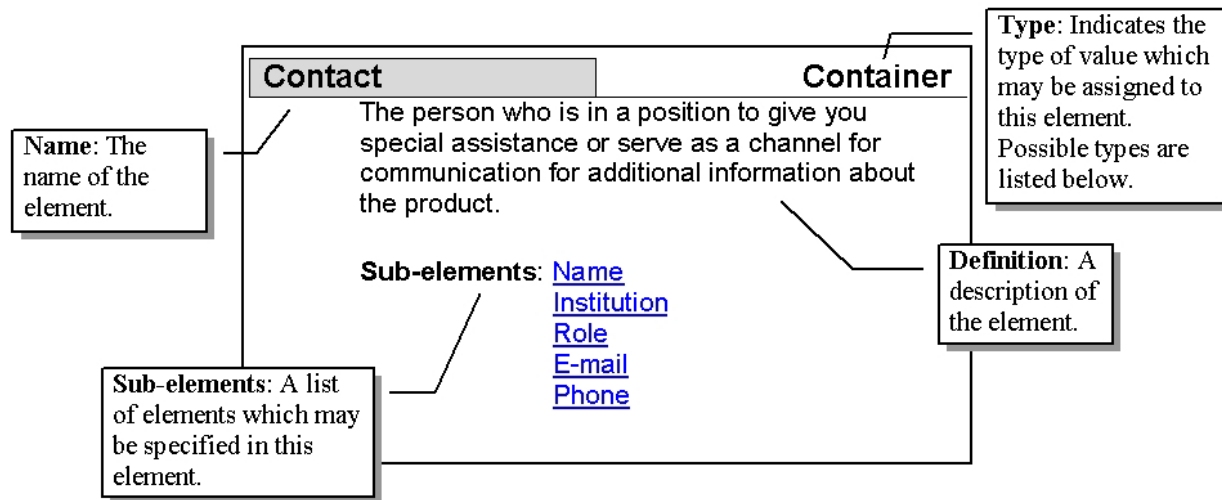 Contact
Container
The person who is in a position to give you
special assistance or serve as a channel for
communication for additional information about
the product.
Sub-elements: Name
Institution
Role
E-mail
Phone
Name: The
name of the
element.
Type: Indicates the
type of value which
may be assigned to
this element.
Possible types are
listed below.
Definition: A
description of
the element.
Sub-elements: A list
of elements which may
be specified in this
element.